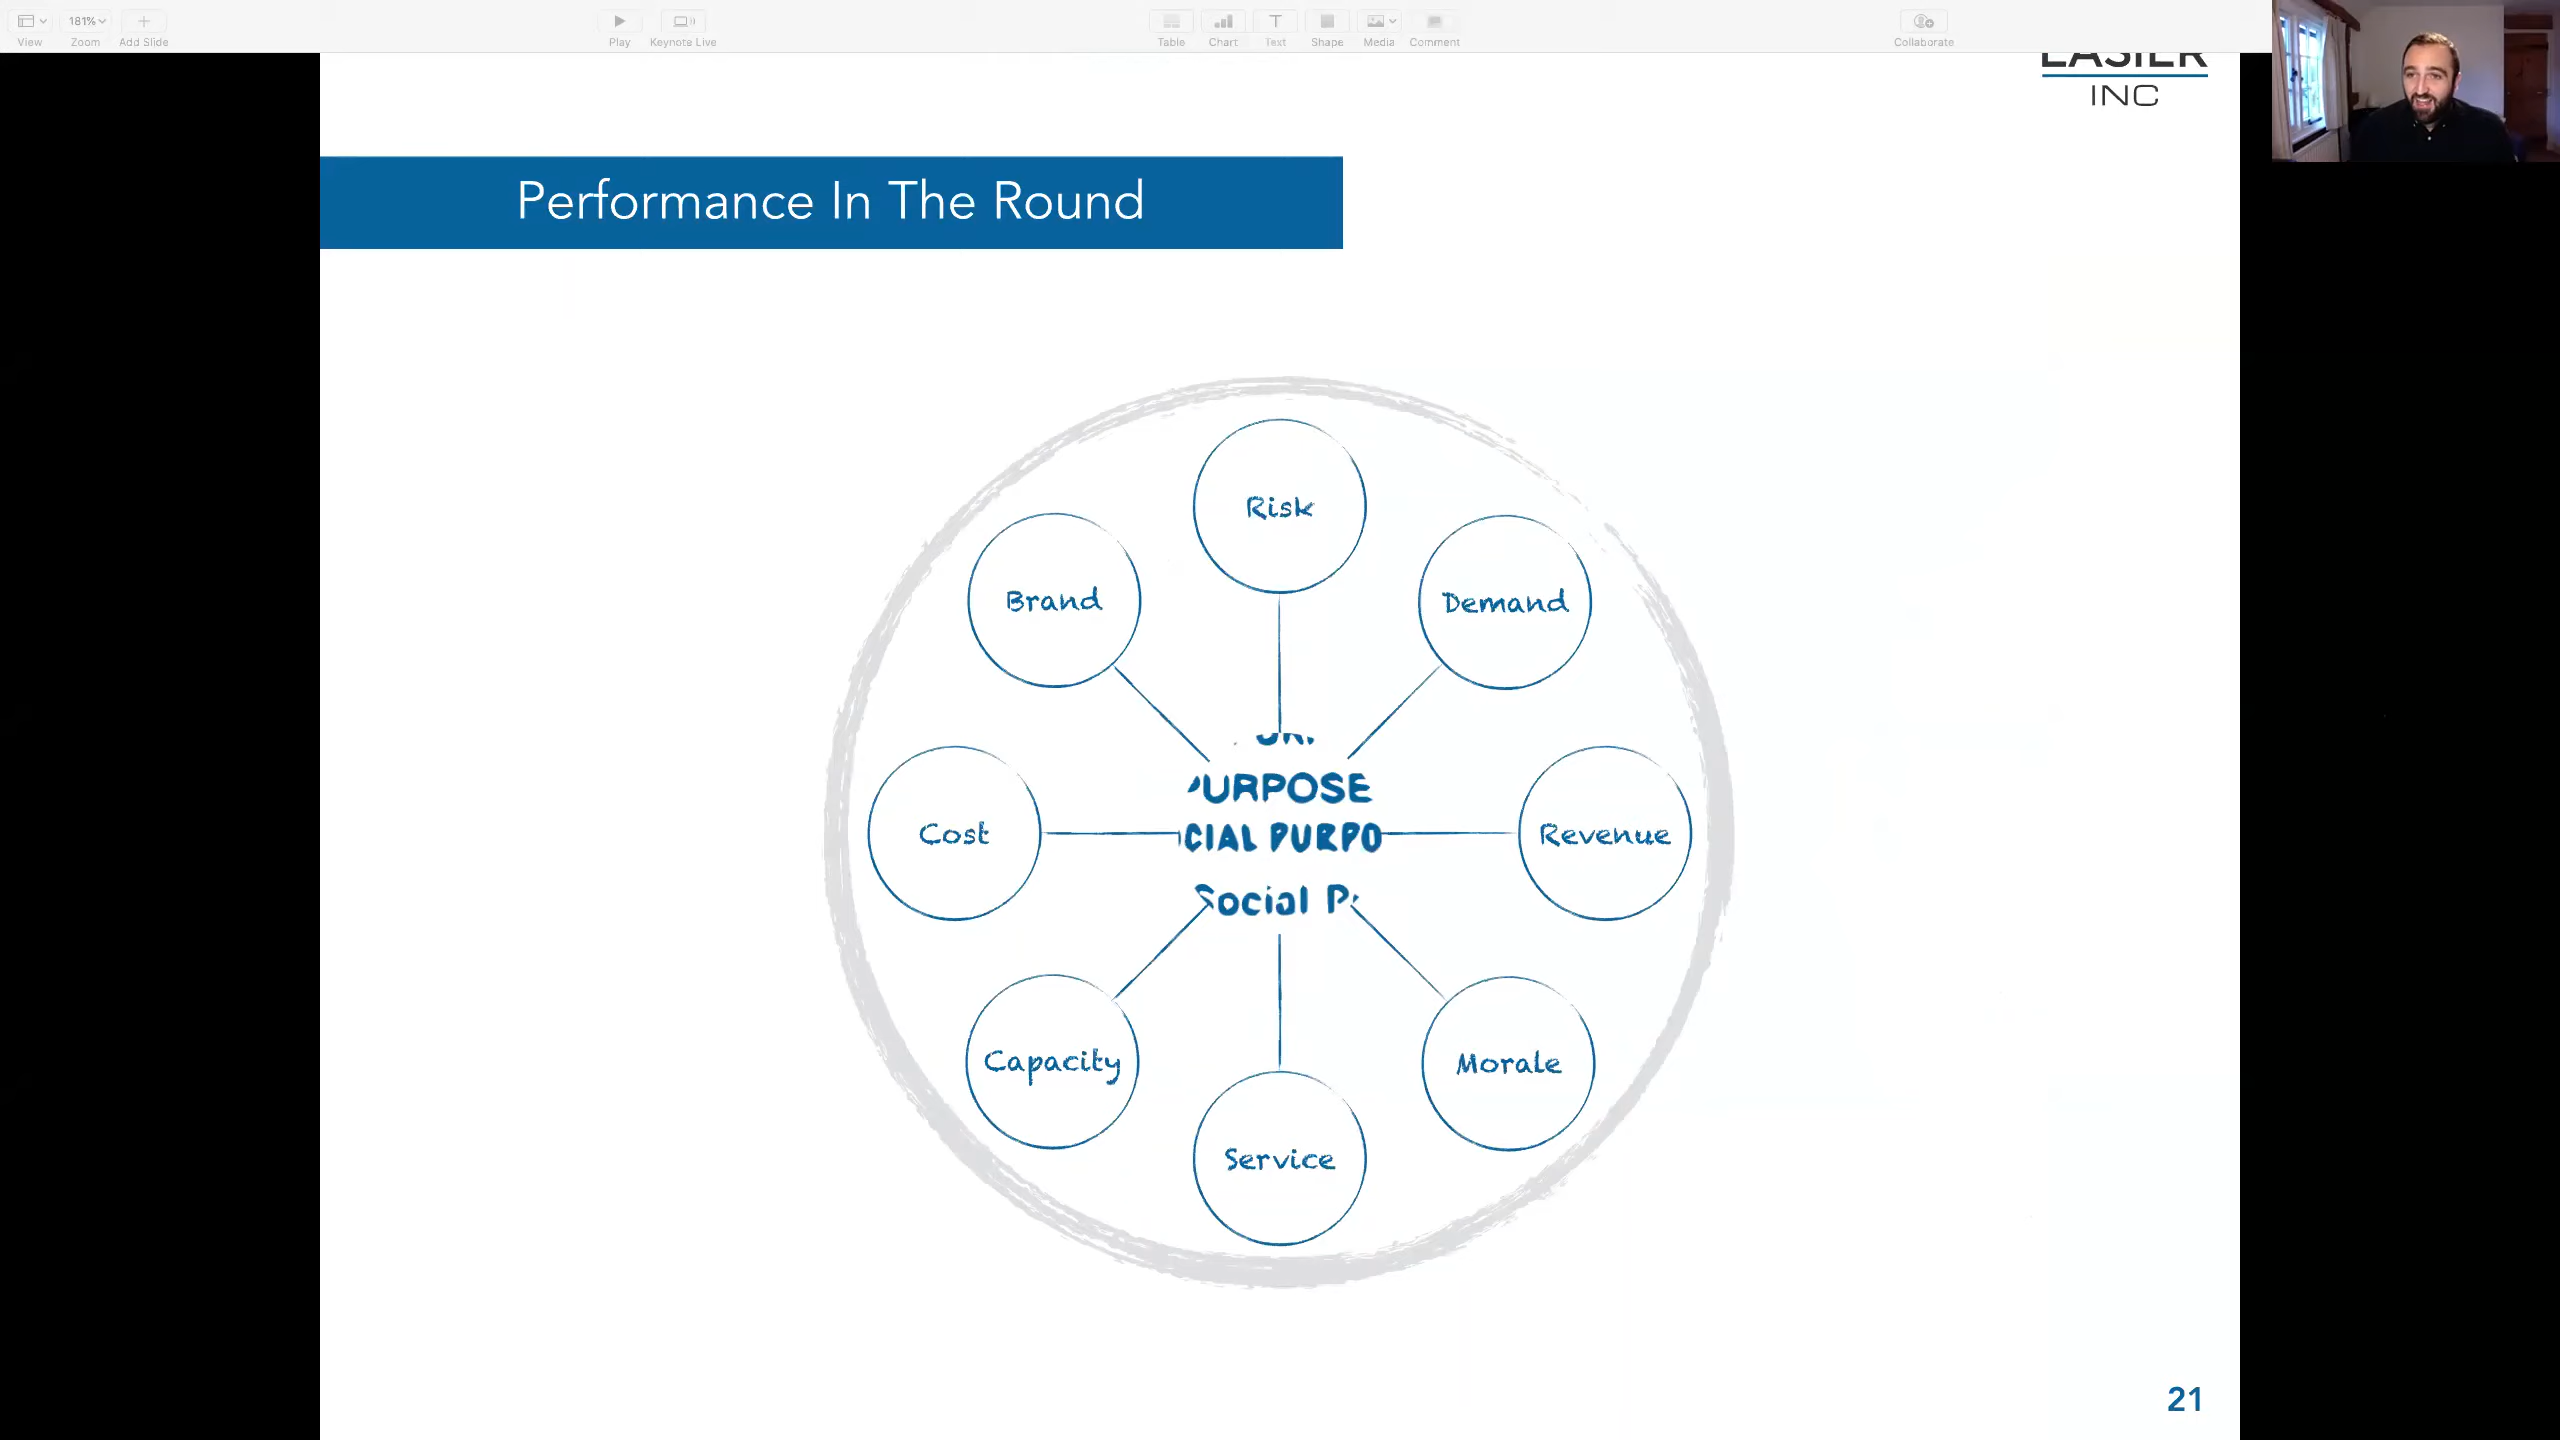 181%
View
Zoom
Add Slide
Play
Keynote Live
Table
Chart
Text
Shape
Media
Comment
Collaborate
EASIER
INC
Performance In The Round
Risk
Brand
Demand
PURPOSE
Cost
CIAL PURPO
Revenue
Social P
Capacity
Morale
Service
21